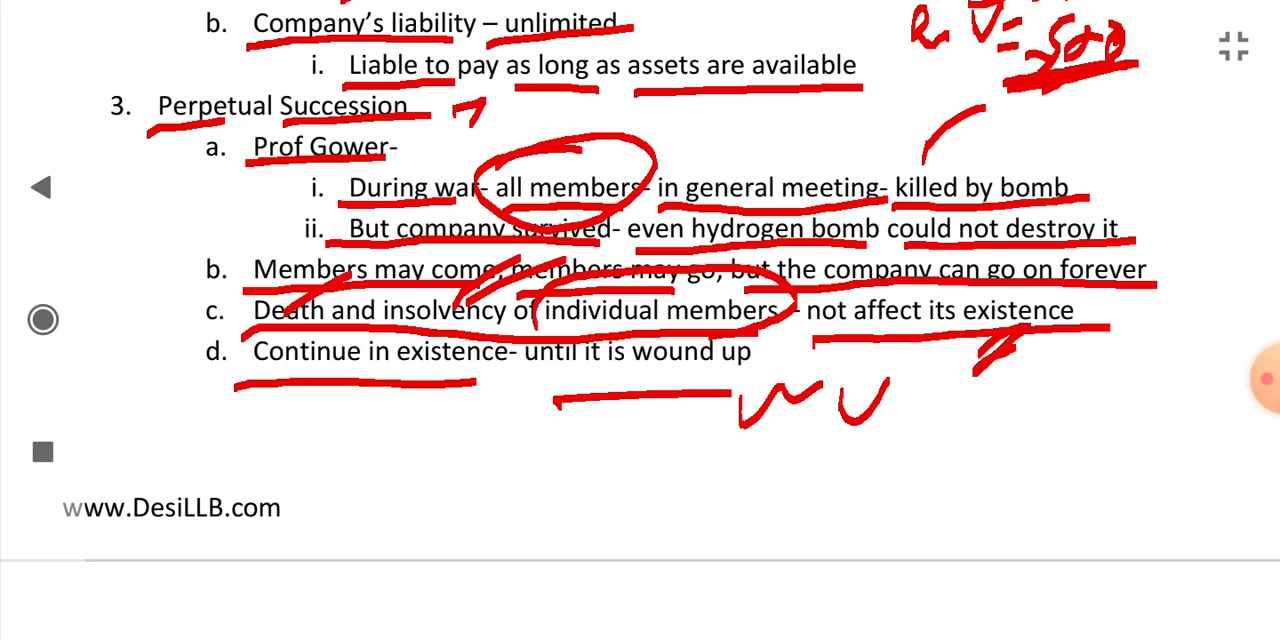 b. Company’s liability – unlimited
i. Liable to pay as long as assets are available
3. Perpetual Succession
a. Prof Gower-
i. During war- all members- in general meeting- killed by bomb
ii. But company survived- even hydrogen bomb could not destroy it
b. Members may come, members may go, but the company can go on forever
c. Death and insolvency of individual members - not affect its existence
d. Continue in existence- until it is wound up
www.DesiLLB.com